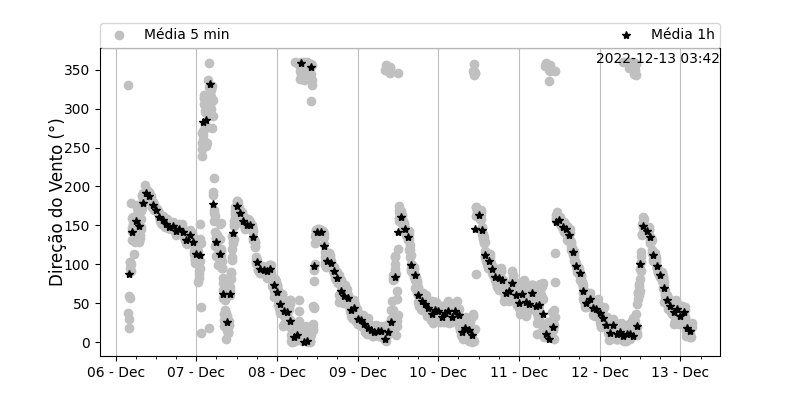 Média 5 min
Média 1h
2022-12-13 03:42
Direção do Vento (°)
350
300
250
200
150
100
50
0
06 - Dec
07 - Dec
08 - Dec
09 - Dec
10 - Dec
11 - Dec
12 - Dec
13 - Dec